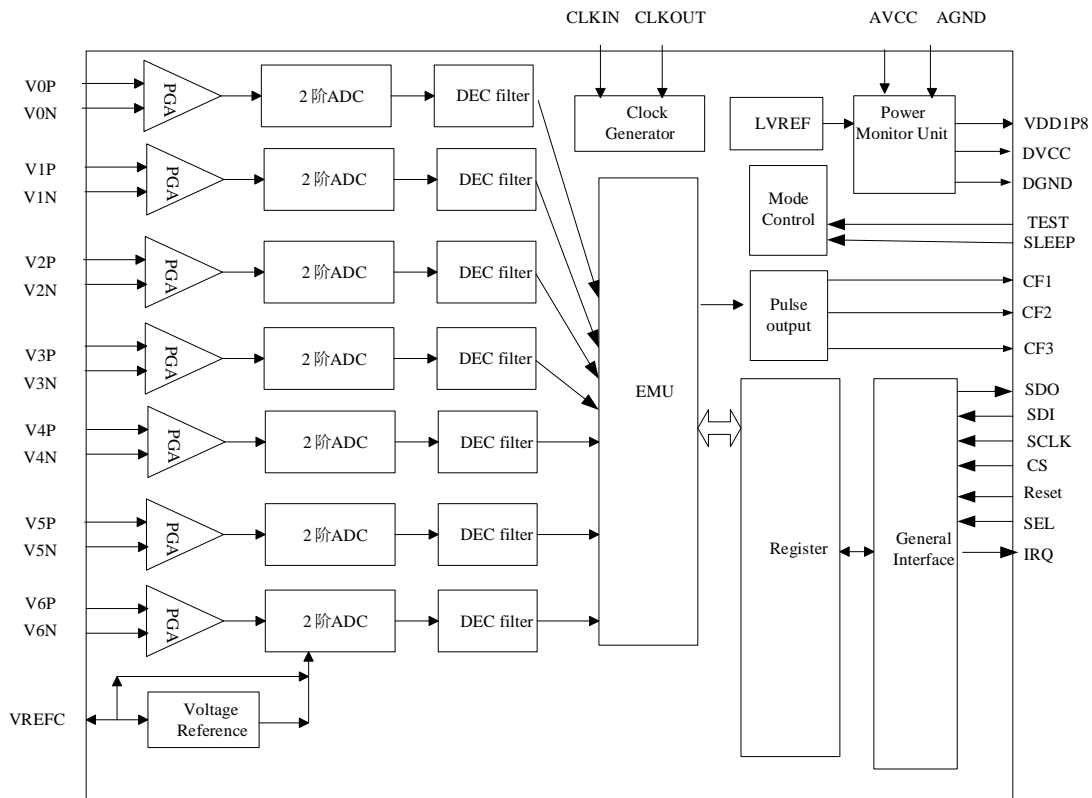 CLKIN CLKOUT AVCC AGND
V0P
V0N
PGA
2 阶ADC
DEC filter
Clock
Generator
LVREF
Power
Monitor Unit
VDD1P8
DVCC
DGND
V1P
V1N
PGA
2 阶ADC
DEC filter
Mode
Control
TEST
SLEEP
V2P
V2N
PGA
2 阶ADC
DEC filter
Pulse
output
CF1
CF2
CF3
V3P
V3N
PGA
2 阶ADC
DEC filter
EMU
V4P
V4N
PGA
2 阶ADC
DEC filter
SDO
SDI
SCLK
CS
Reset
SEL
IRQ
V5P
V5N
PGA
2 阶ADC
DEC filter
Register
General
Interface
V6P
V6N
PGA
2 阶ADC
DEC filter
VREFC
Voltage
Reference